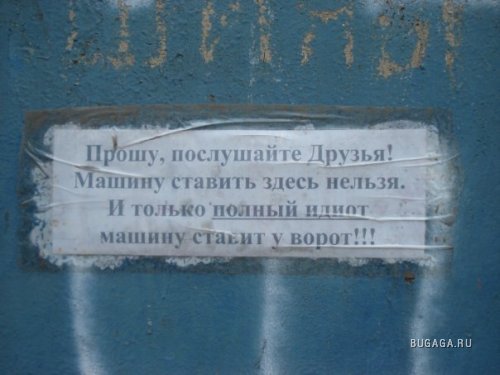 Прошу, послушайте Друзья!
Машину ставить здесь нельзя.
И только полный идиот
машину ставит у ворот!!!
BUGAGA.RU